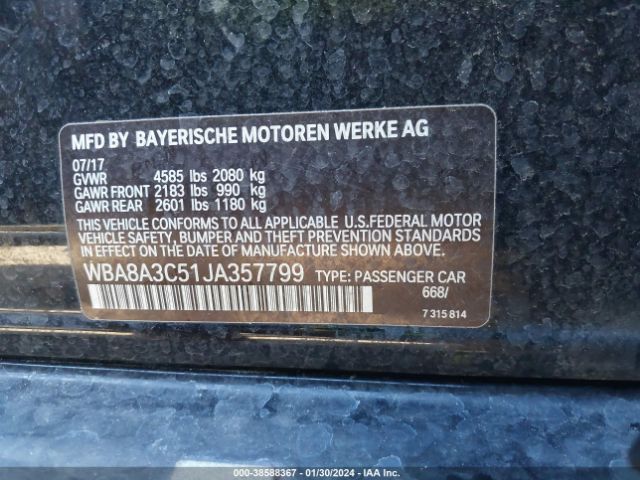 MFD BY BAYERISCHE MOTOREN WERKE AG
07/17
GVWR 4585 lbs 2080 kg
GAWR FRONT 2183 lbs 990 kg
GAWR REAR 2601 lbs 1180 kg
THIS VEHICLE CONFORMS TO ALL APPLICABLE U.S.FEDERAL MOTOR
VEHICLE SAFETY, BUMPER AND THEFT PREVENTION STANDARDS
IN EFFECT ON THE DATE OF MANUFACTURE SHOWN ABOVE.
WBA8A3C51JA357799 TYPE: PASSENGER CAR
668/
7 315 814
000-38588367 - 01/30/2024 - IAA Inc.